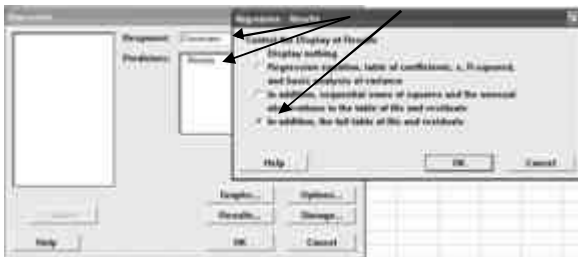 Regression
Response:
Predictors:
Graphs...
Options...
Results...
Storage...
Help
OK
Cancel
Regression - Results
Control the Display of Results
Display nothing
Regression equation, table of coefficients, s, R-squared,
and basic analysis of variance
In addition, sequential sums of squares and the unusual
observations in the table of fits and residuals
In addition, the full table of fits and residuals
Help
OK
Cancel